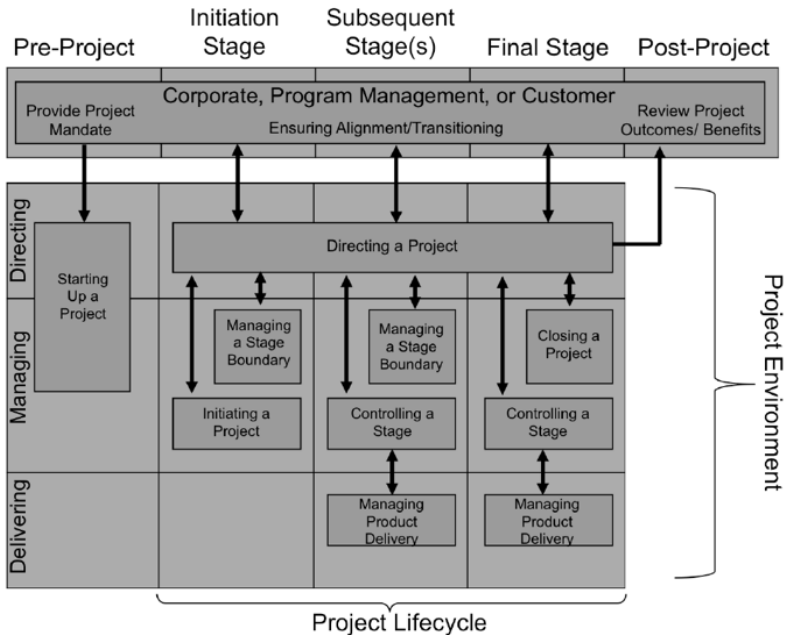 Pre-Project
Initiation
Stage
Subsequent
Stage(s)
Final Stage
Post-Project
Corporate, Program Management, or Customer
Provide Project
Mandate
Ensuring Alignment/Transitioning
Review Project
Outcomes/ Benefits
Directing
Starting
Up a
Project
Directing a Project
Managing
Managing
a Stage
Boundary
Managing
a Stage
Boundary
Closing a
Project
Initiating a
Project
Controlling a
Stage
Controlling a
Stage
Delivering
Managing
Product
Delivery
Managing
Product
Delivery
Project Environment
Project Lifecycle